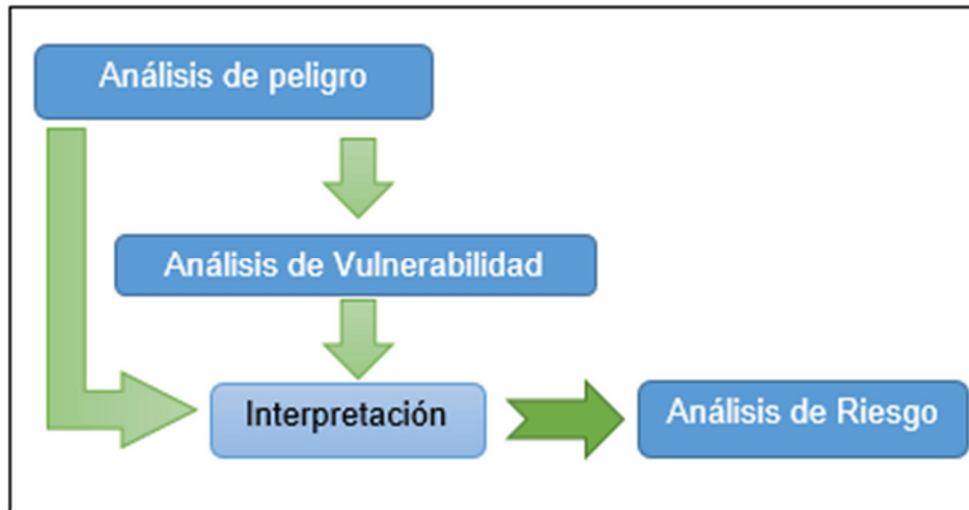 Análisis de peligro
Análisis de Vulnerabilidad
Interpretación
Análisis de Riesgo